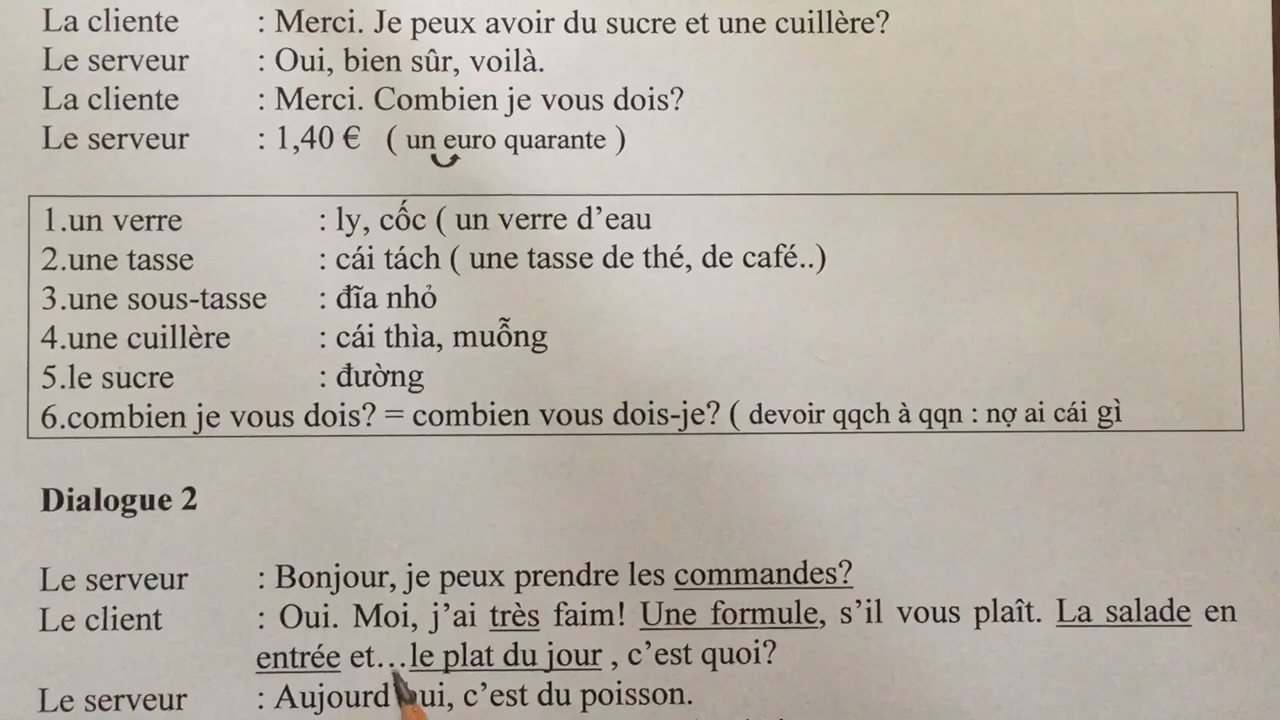 La cliente : Merci. Je peux avoir du sucre et une cuillère?
Le serveur : Oui, bien sûr, voilà.
La cliente : Merci. Combien je vous dois?
Le serveur : 1,40 € ( un euro quarante )
1.un verre : ly, cốc ( un verre d’eau
2.une tasse : cái tách ( une tasse de thé, de café..)
3.une sous-tasse : đĩa nhỏ
4.une cuillère : cái thìa, muỗng
5.le sucre : đường
6.combien je vous dois? = combien vous dois-je? ( devoir qqch à qqn : nợ ai cái gì
Dialogue 2
Le serveur : Bonjour, je peux prendre les commandes?
Le client : Oui. Moi, j’ai très faim! Une formule, s’il vous plaît. La salade en
entrée et…le plat du jour , c’est quoi?
Le serveur : Aujourd’hui, c’est du poisson.